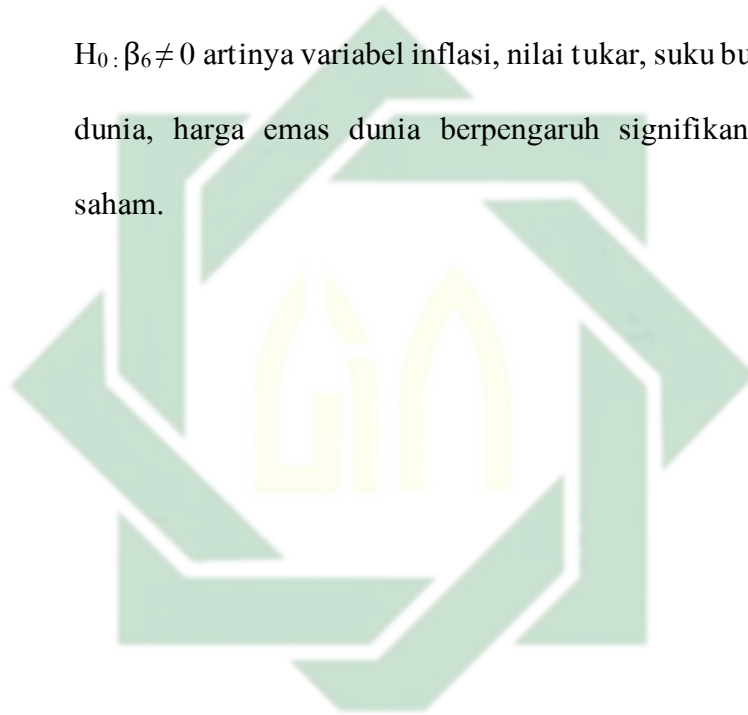 H₀ : β₆ ≠ 0 artinya variabel inflasi, nilai tukar, suku bu
dunia, harga emas dunia berpengaruh signifikan
saham.